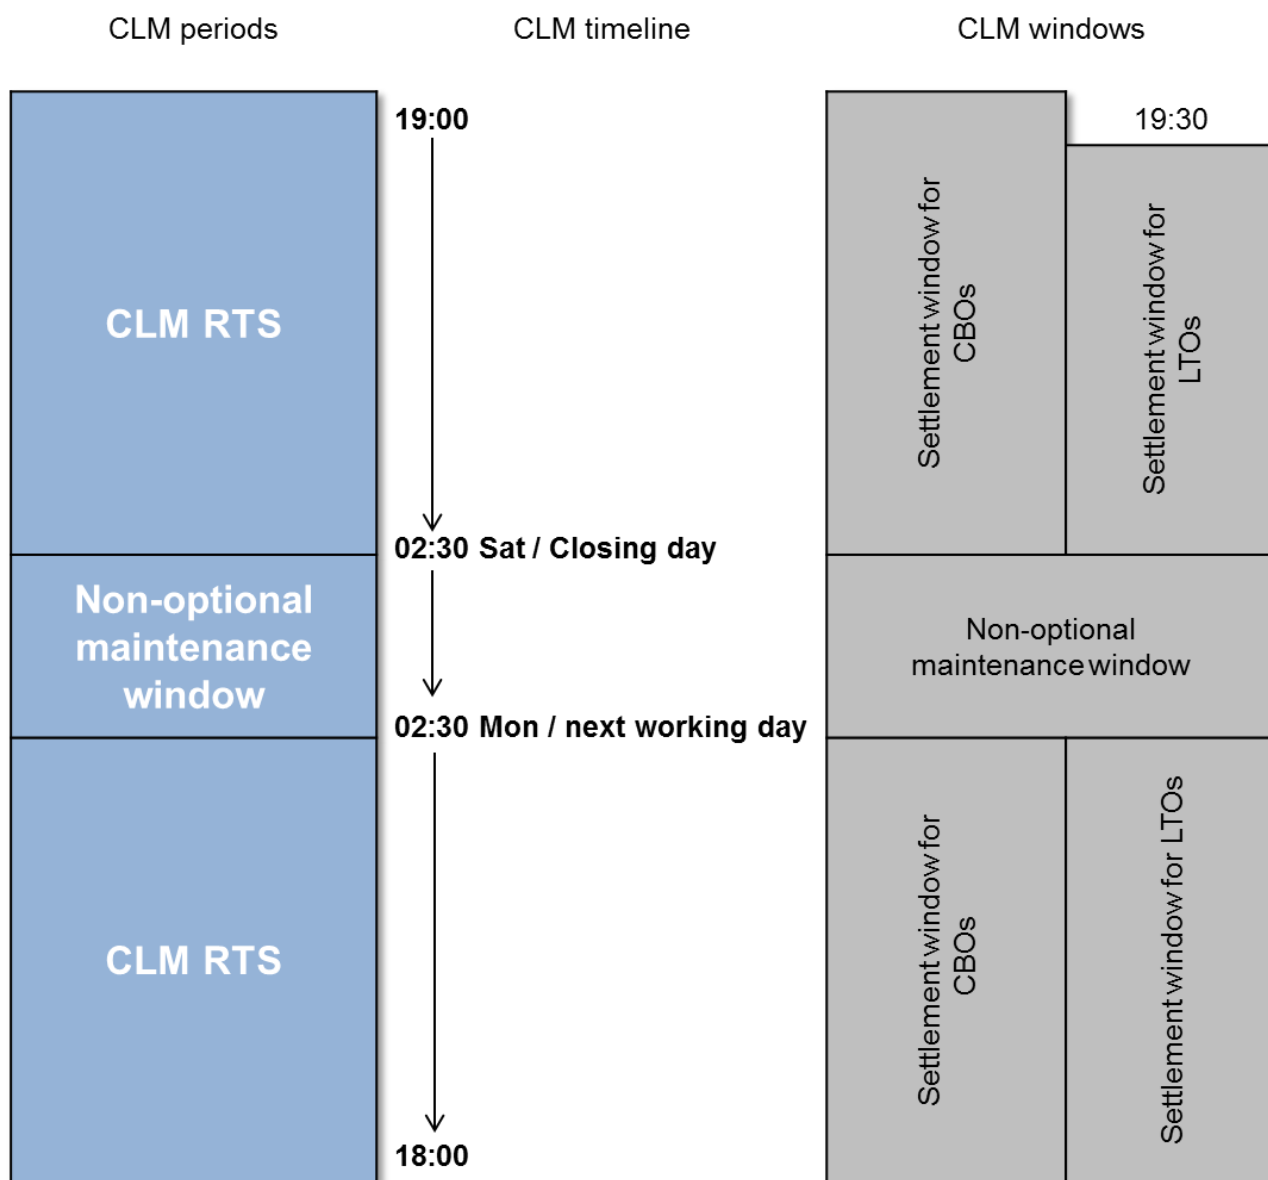 CLM periods
CLM timeline
CLM windows
19:00
19:30
CLM RTS
Settlement window for
CBOs
Settlement window for
LTOs
02:30 Sat / Closing day
Non-optional
maintenance
window
Non-optional
maintenance window
02:30 Mon / next working day
CLM RTS
Settlement window for
CBOs
Settlement window for LTOs
18:00